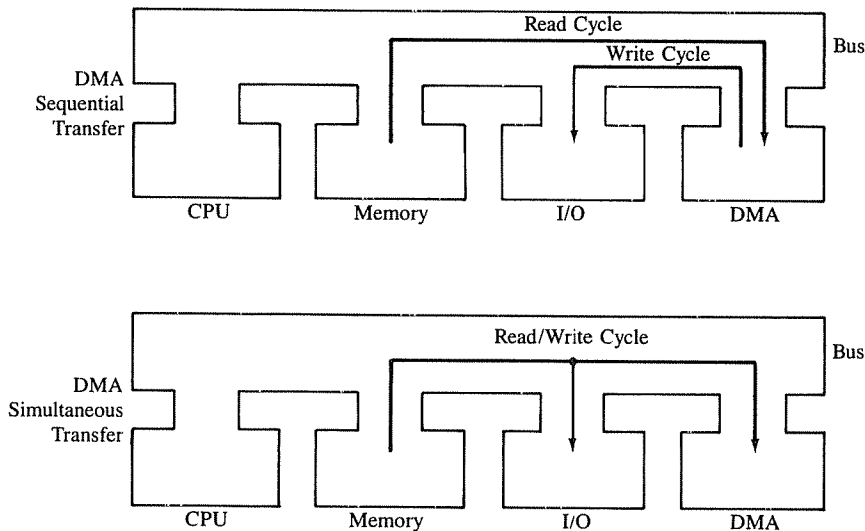 Read Cycle
Write Cycle
Bus
DMA
Sequential
Transfer
CPU
Memory
I/O
DMA
Read/Write Cycle
Bus
DMA
Simultaneous
Transfer
CPU
Memory
I/O
DMA